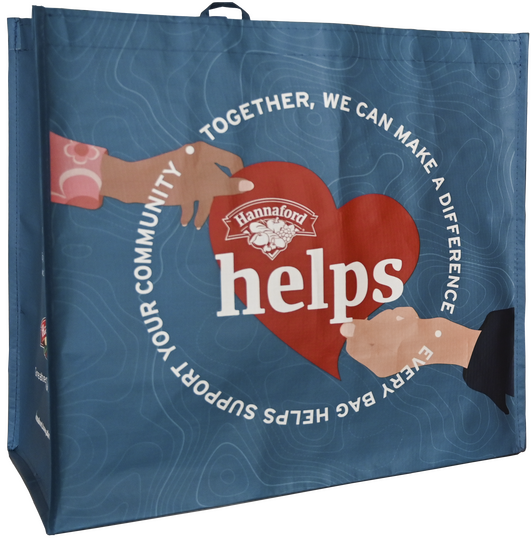 TOGETHER, WE CAN MAKE A DIFFERENCE
Hannaford
helps
EVERY BAG HELPS SUPPORT YOUR COMMUNITY